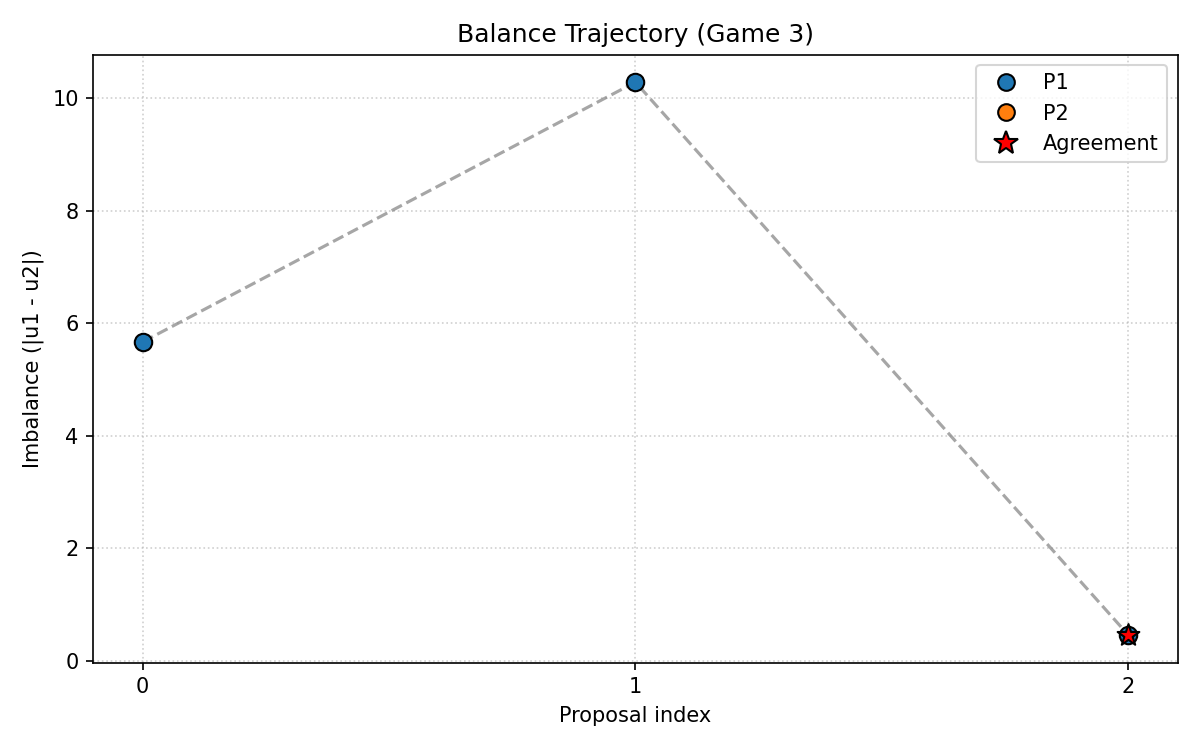 Balance Trajectory (Game 3)
P1
P2
Agreement
Imbalance (|u1 - u2|)
10
8
6
4
2
0
0 1 2
Proposal index